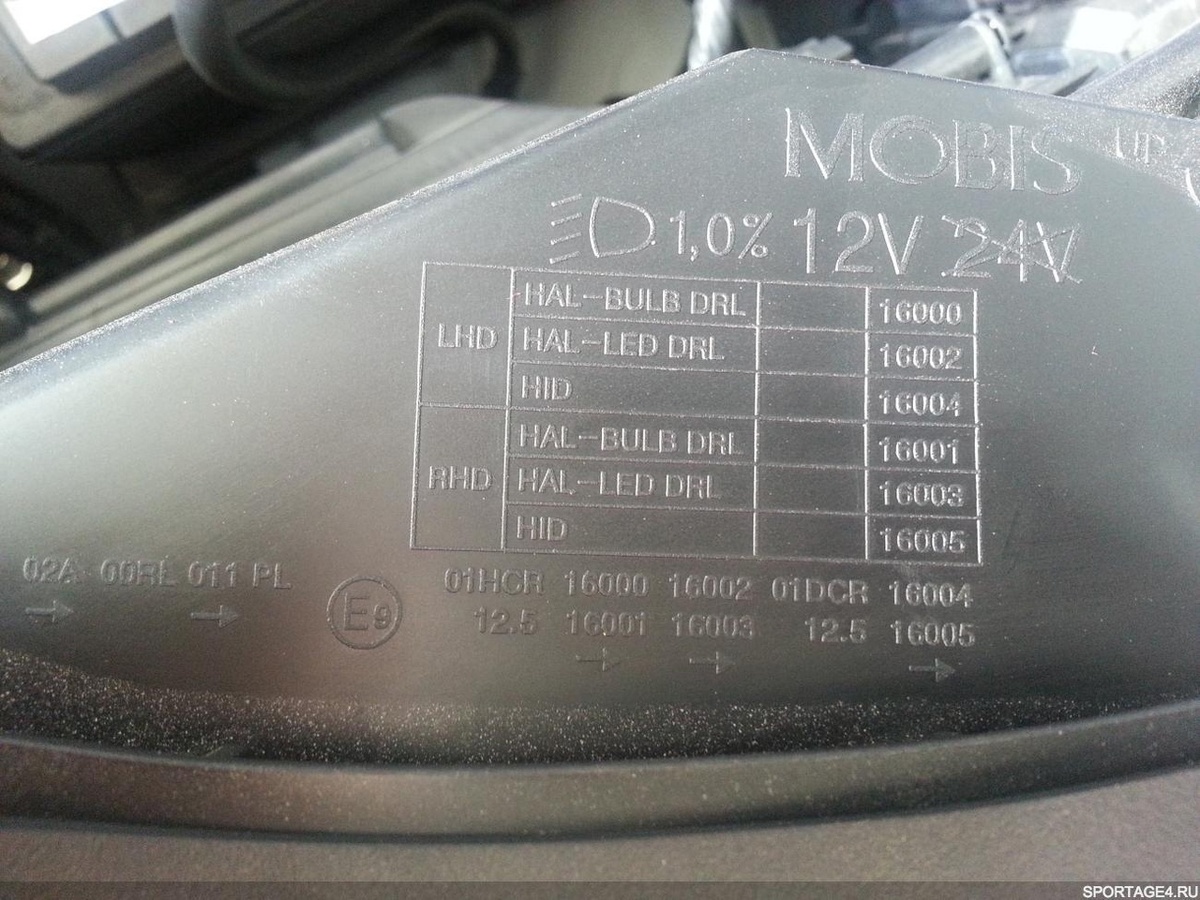 MOBIS UP
1,0% 12V 24V
LHD
HAL-BULB DRL 16000
HAL-LED DRL 16002
HID 16004
RHD
HAL-BULB DRL 16001
HAL-LED DRL 16003
HID 16005
02A 00RL 011 PL
E9
01HCR 16000 16002 01DCR 16004
12.5 16001 16003 12.5 16005
SPORTAGE4.RU